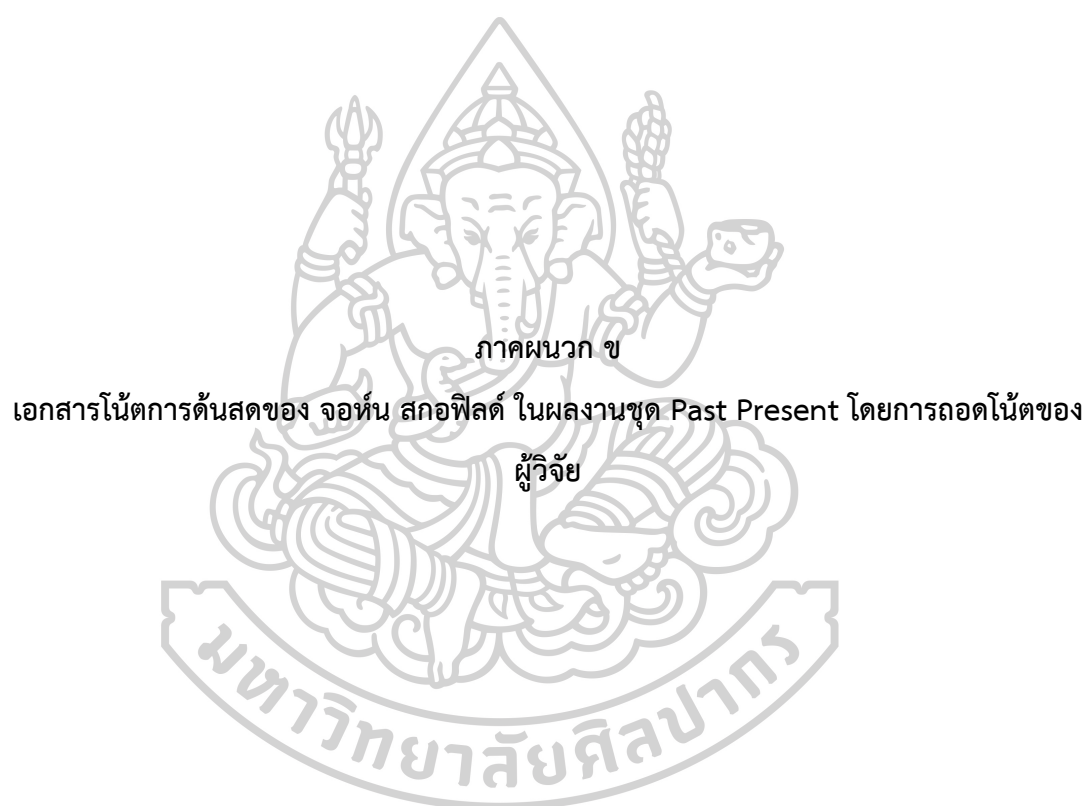 ภาคผนวก ข
เอกสารโน้ตการด้นสดของ จอห์น สกอฟิลด์ ในผลงานชุด Past Present โดยการถอดโน้ตของ
ผู้วิจัย
มหาวิทยาลัยศิลปากร